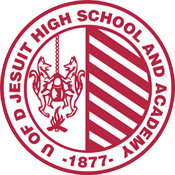 U OF D JESUIT HIGH SCHOOL AND ACADEMY
-1877-